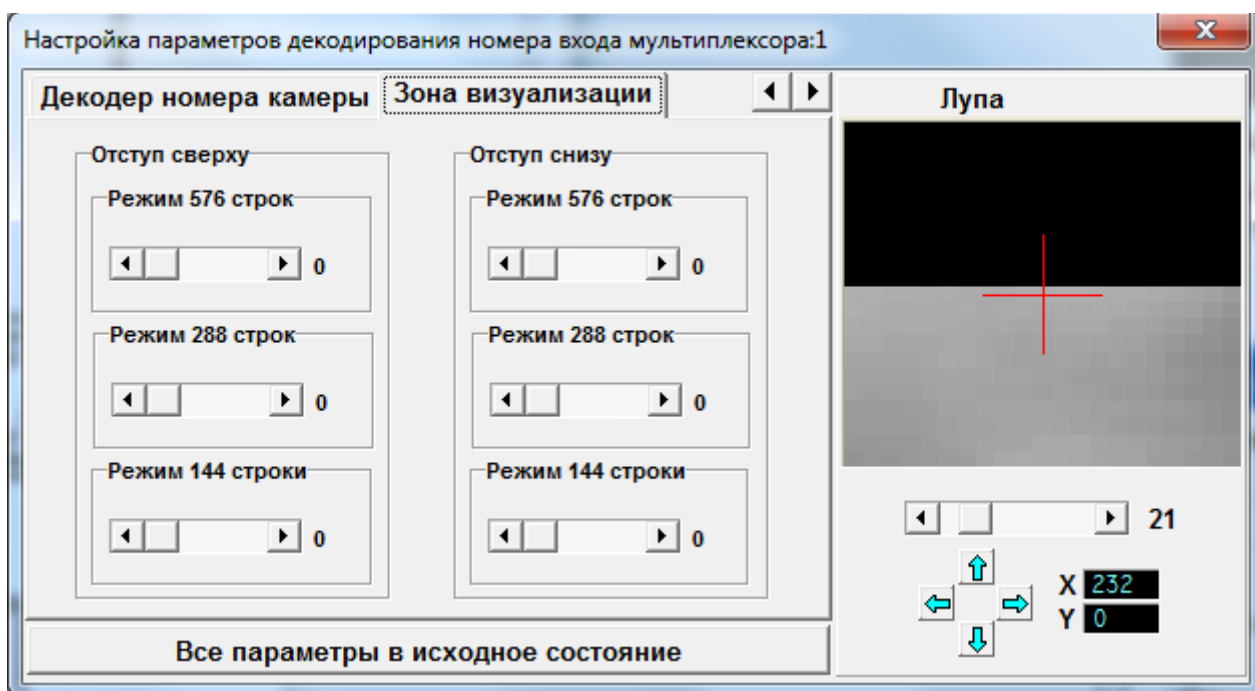 Настройка параметров декодирования номера входа мультиплексора:1
Декодер номера камеры
Зона визуализации
Отступ сверху
Режим 576 строк
0
Режим 288 строк
0
Режим 144 строки
0
Отступ снизу
Режим 576 строк
0
Режим 288 строк
0
Режим 144 строки
0
Все параметры в исходное состояние
Лупа
21
X 232
Y 0